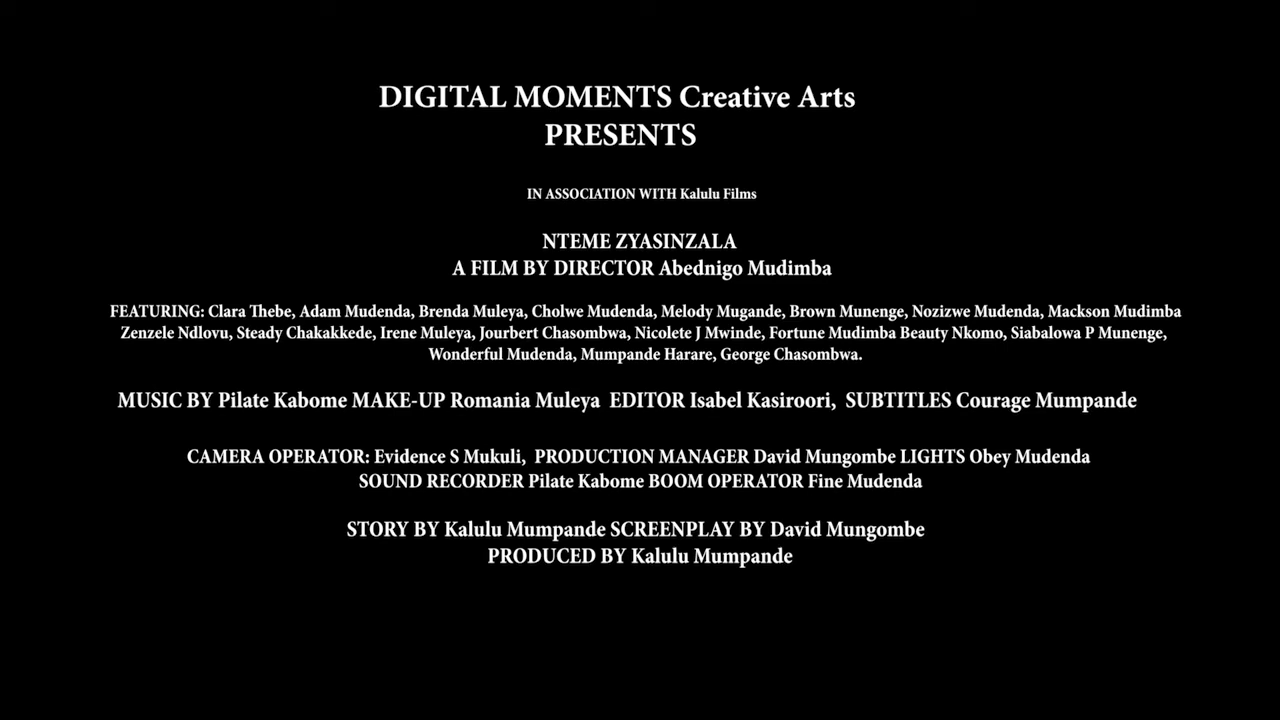 DIGITAL MOMENTS Creative Arts
PRESENTS
IN ASSOCIATION WITH Kalulu Films
NTEME ZYASINZALA
A FILM BY DIRECTOR Abednigo Mudimba
FEATURING: Clara Thebe, Adam Mudenda, Brenda Muleya, Cholwe Mudenda, Melody Mugande, Brown Munenge, Nozizwe Mudenda, Mackson Mudimba
Zenzele Ndlovu, Steady Chakakkede, Irene Muleya, Jourbert Chasombwa, Nicolete J Mwinde, Fortune Mudimba Beauty Nkomo, Siabalowa P Munenge,
Wonderful Mudenda, Mumpande Harare, George Chasombwa.
MUSIC BY Pilate Kabome MAKE-UP Romania Muleya  EDITOR Isabel Kasiroori,  SUBTITLES Courage Mumpande
CAMERA OPERATOR: Evidence S Mukuli,  PRODUCTION MANAGER David Mungombe LIGHTS Obey Mudenda
SOUND RECORDER Pilate Kabome BOOM OPERATOR Fine Mudenda
STORY BY Kalulu Mumpande SCREENPLAY BY David Mungombe
PRODUCED BY Kalulu Mumpande